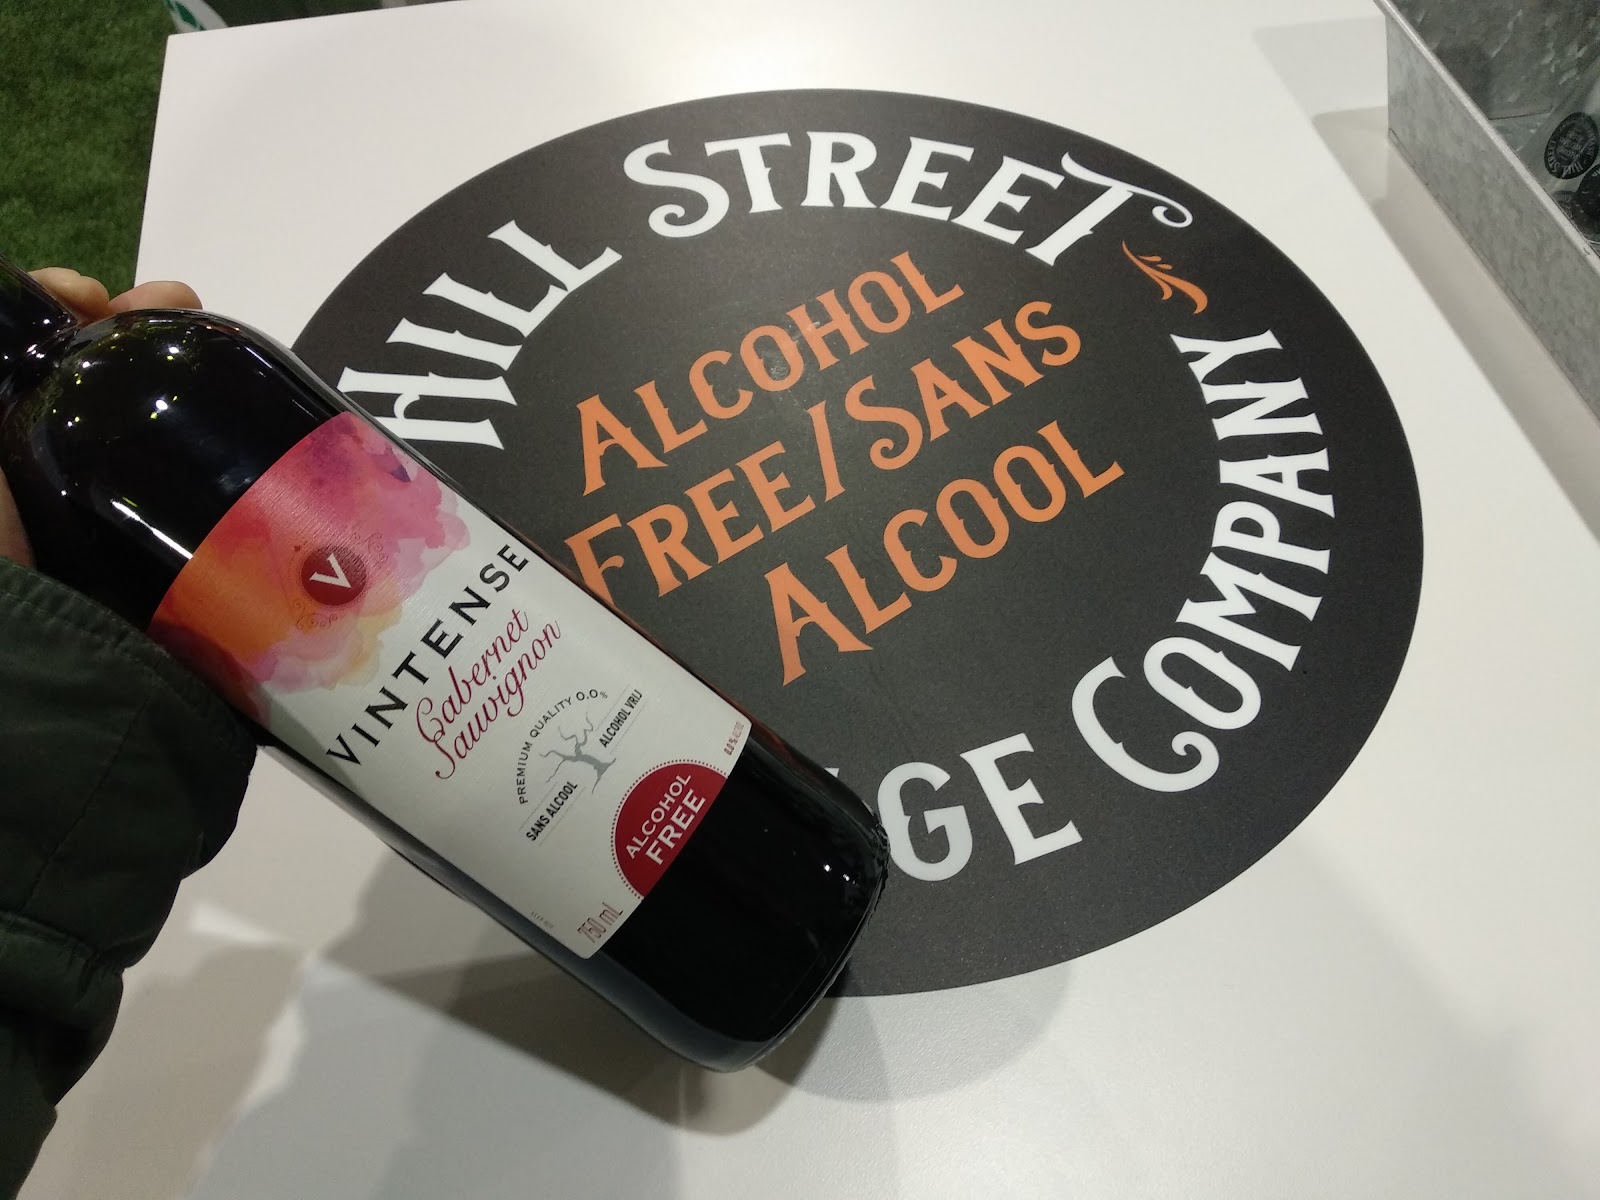 HILL STREET
ALCOHOL
FREE/SANS
ALCOOL
GE COMPANY
V
VINTENSE
Cabernet
Sauvignon
PREMIUM QUALITY 0.0%
SANS ALCOOL
ALCOHOL VRIJ
ALCOHOL
FREE
750 mL